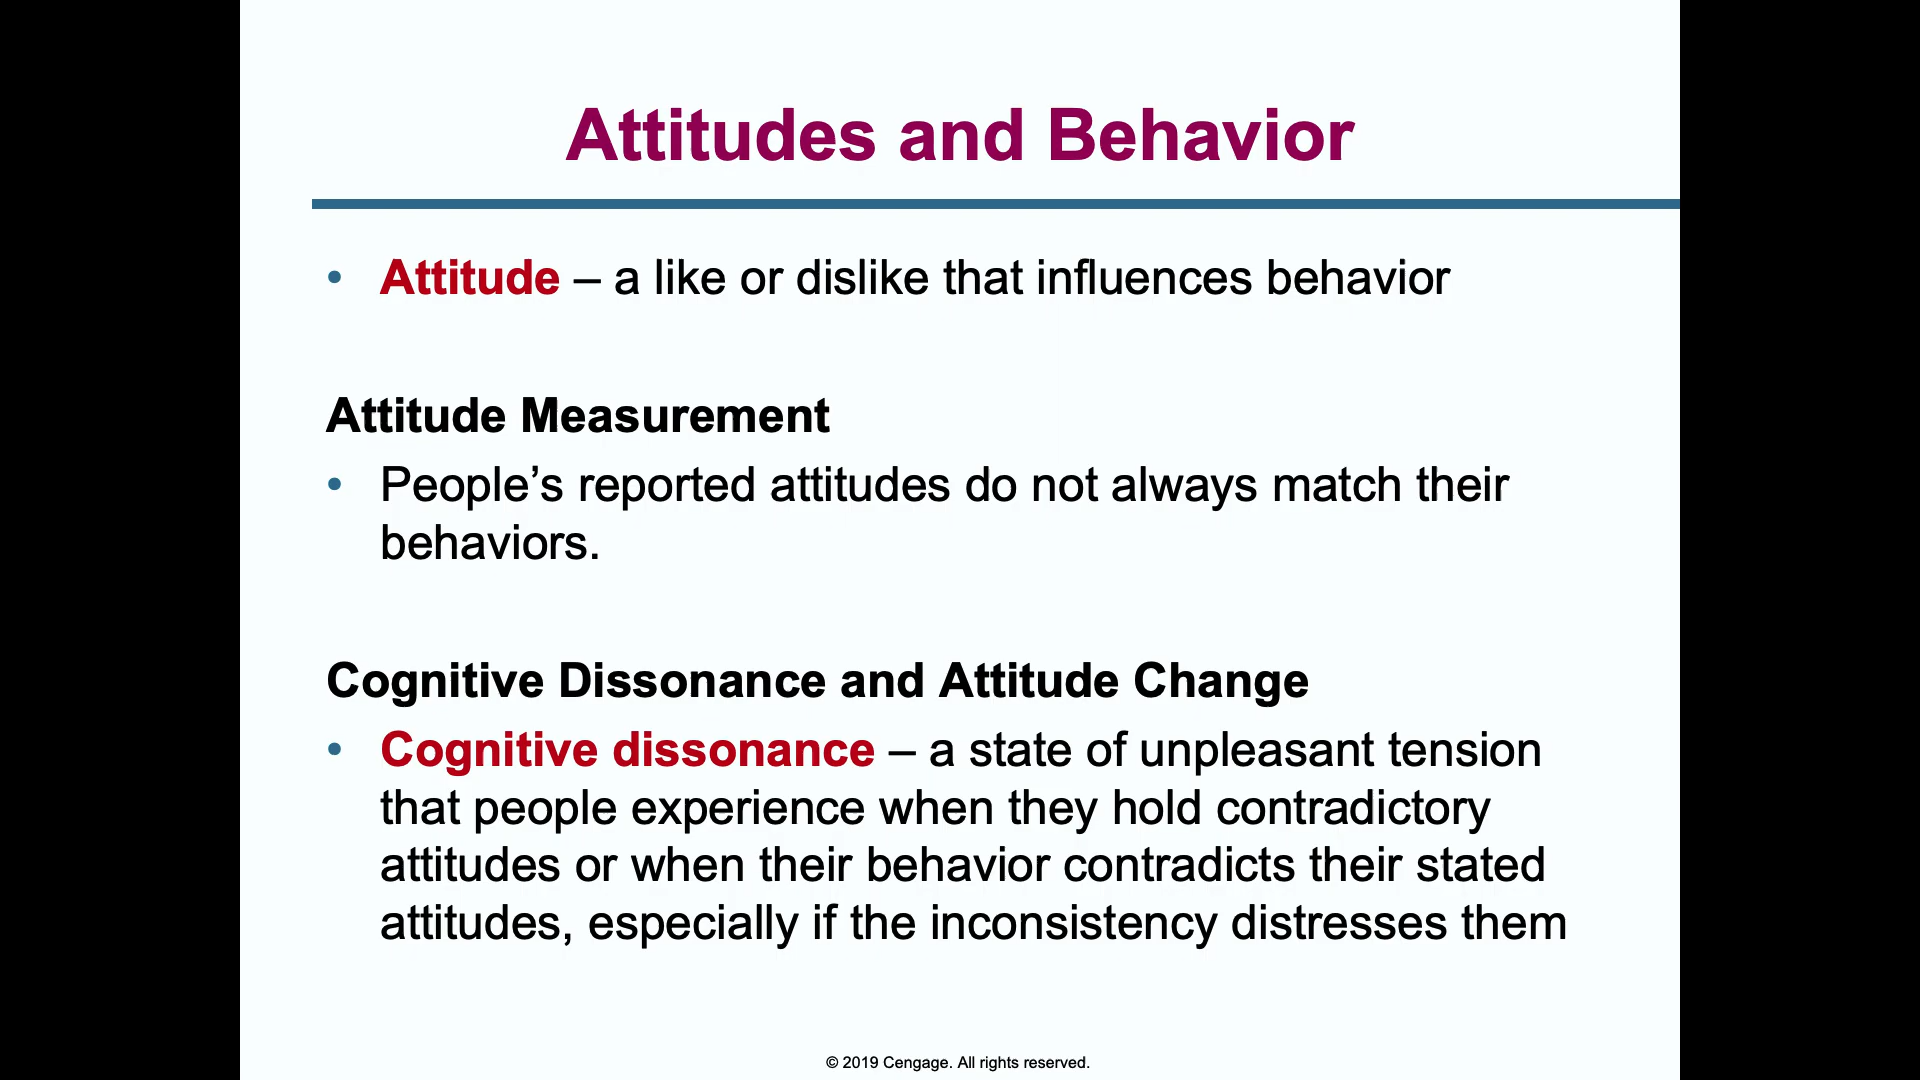 Attitudes and Behavior
• Attitude – a like or dislike that influences behavior
Attitude Measurement
• People’s reported attitudes do not always match their
behaviors.
Cognitive Dissonance and Attitude Change
• Cognitive dissonance – a state of unpleasant tension
that people experience when they hold contradictory
attitudes or when their behavior contradicts their stated
attitudes, especially if the inconsistency distresses them
© 2019 Cengage. All rights reserved.